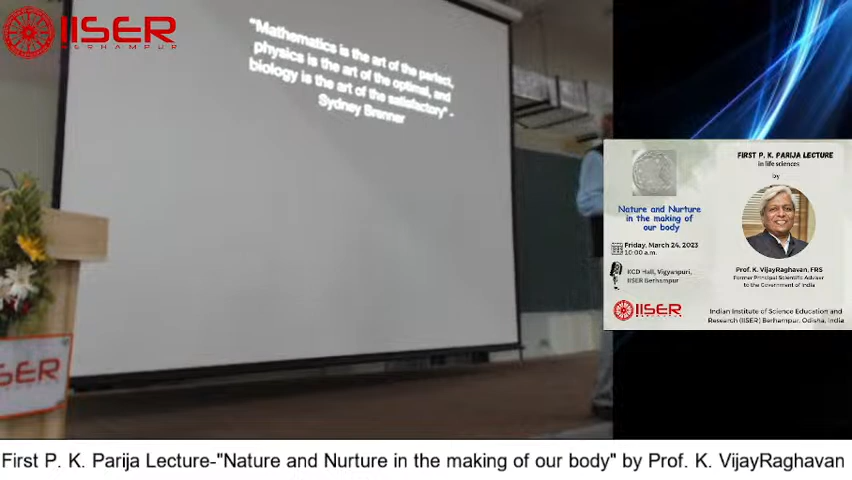 IISER
BERHAMPUR
"Mathematics is the art of the perfect,
physics is the art of the optimal, and
biology is the art of the satisfactory" -
Sydney Brenner
FIRST P. K. PARIJA LECTURE
in life sciences
by
Nature and Nurture
in the making of
our body
Friday, March 24, 2023
10:00 a.m.
Prof. K. VijayRaghavan, FRS
Former Principal Scientific Adviser
to the Government of India
KCD Hall, Vigyanpuri,
IISER Berhampur
IISER
Indian Institute of Science Education and
Research (IISER) Berhampur, Odisha, India
SER
First P. K. Parija Lecture-"Nature and Nurture in the making of our body" by Prof. K. VijayRaghavan